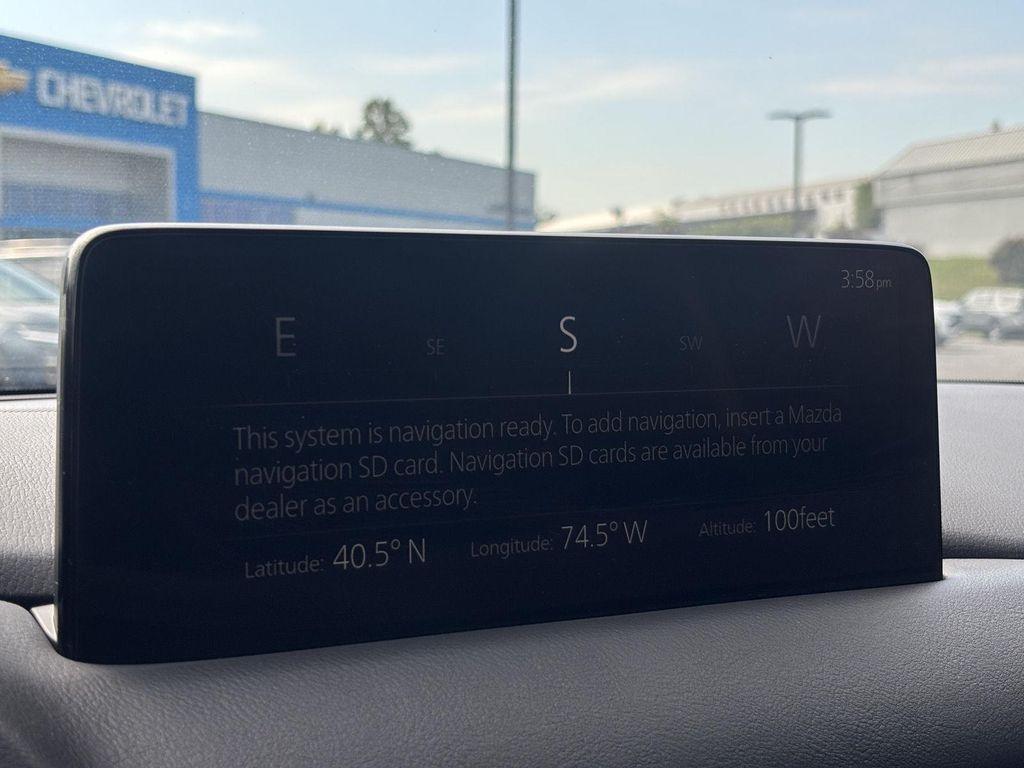 CHEVROLET
3:58pm
E SE S SW W
This system is navigation ready. To add navigation, insert a Mazda
navigation SD card. Navigation SD cards are available from your
dealer as an accessory.
Latitude: 40.5° N Longitude: 74.5° W Altitude: 100feet